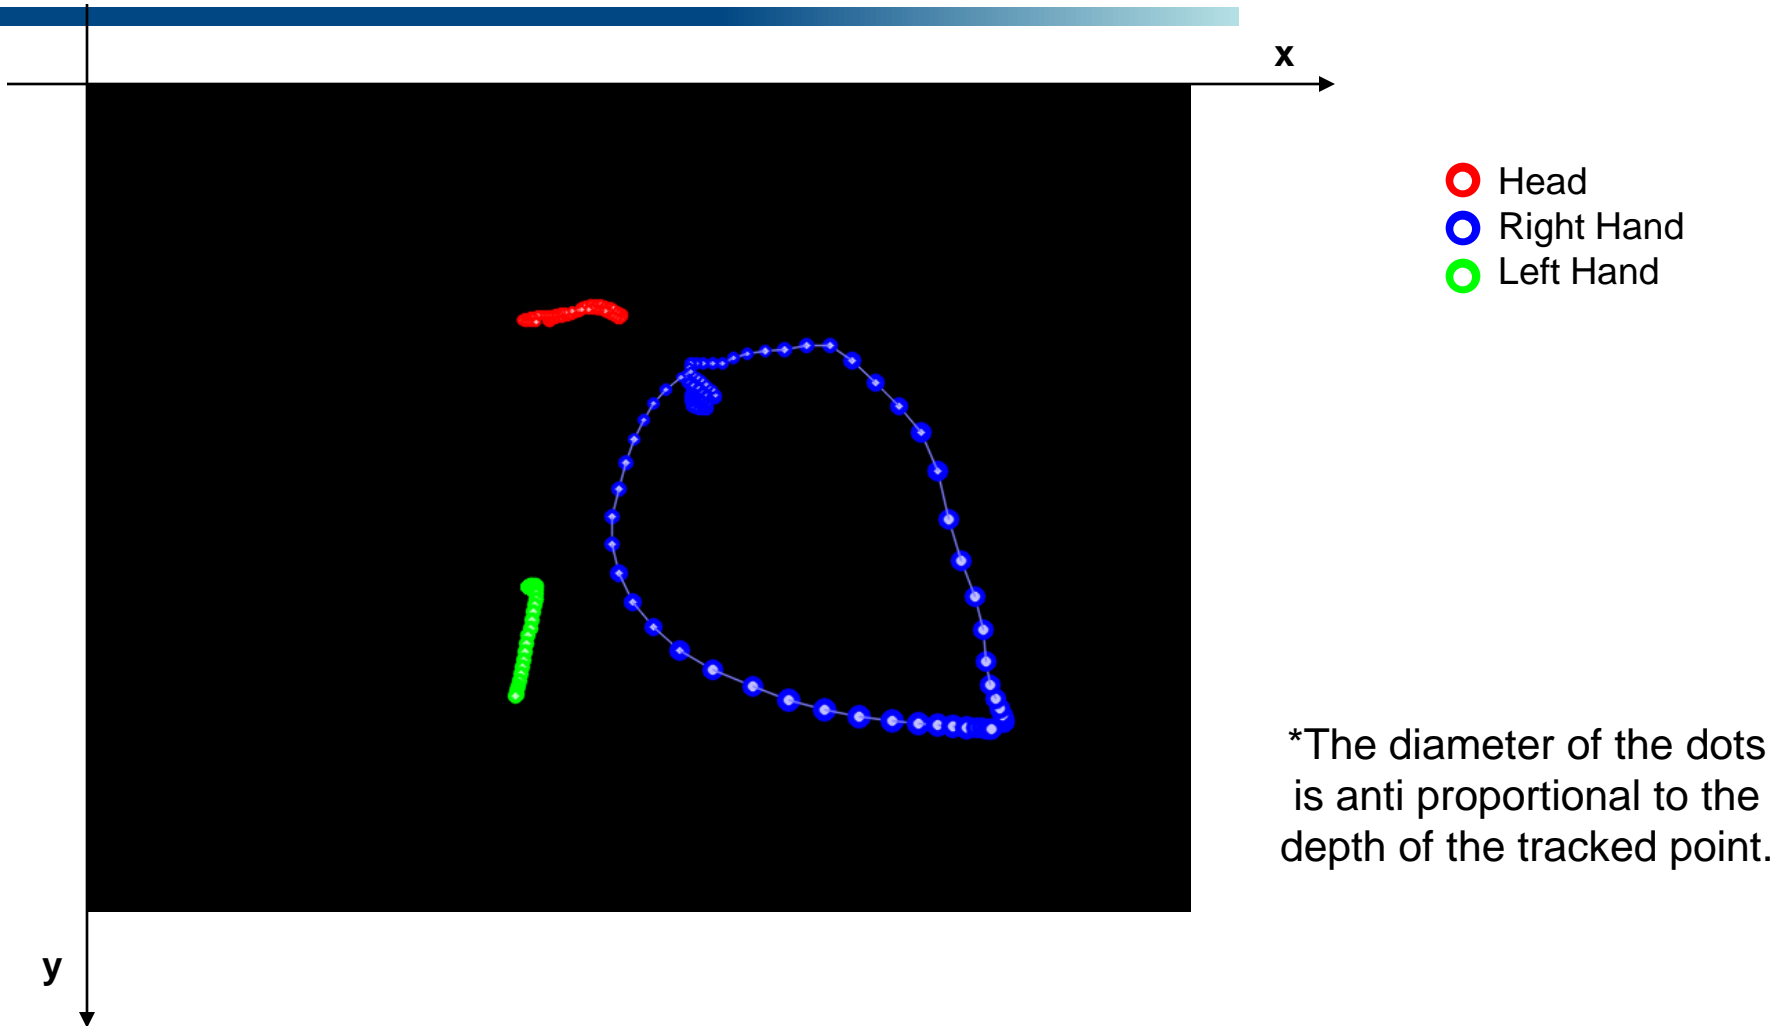 x
Head
Right Hand
Left Hand
*The diameter of the dots
is anti proportional to the
depth of the tracked point.
y